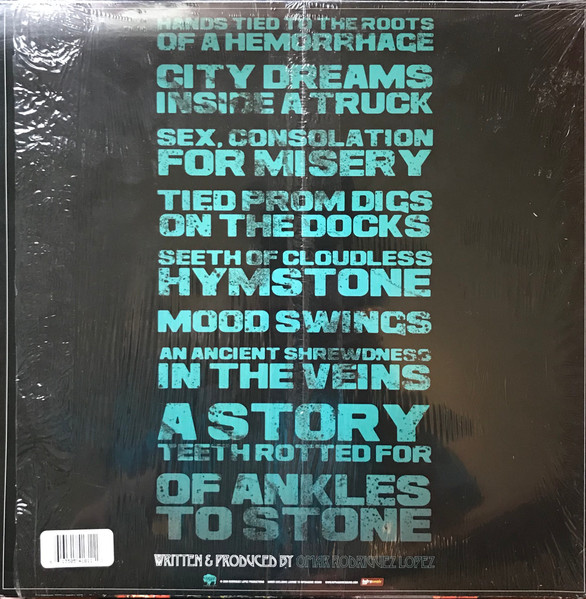 HANDS TIED TO THE ROOTS
OF A HEMORRHAGE
CITY DREAMS
INSIDE A TRUCK
SEX, CONSOLATION
FOR MISERY
TIED PROM DIGS
ON THE DOCKS
SEETH OF CLOUDLESS
HYMSTONE
MOOD SWINGS
AN ANCIENT SHREWDNESS
IN THE VEINS
A STORY
TEETH ROTTED FOR
OF ANKLES
TO STONE
WRITTEN & PRODUCED BY OMAR RODRIGUEZ LOPEZ